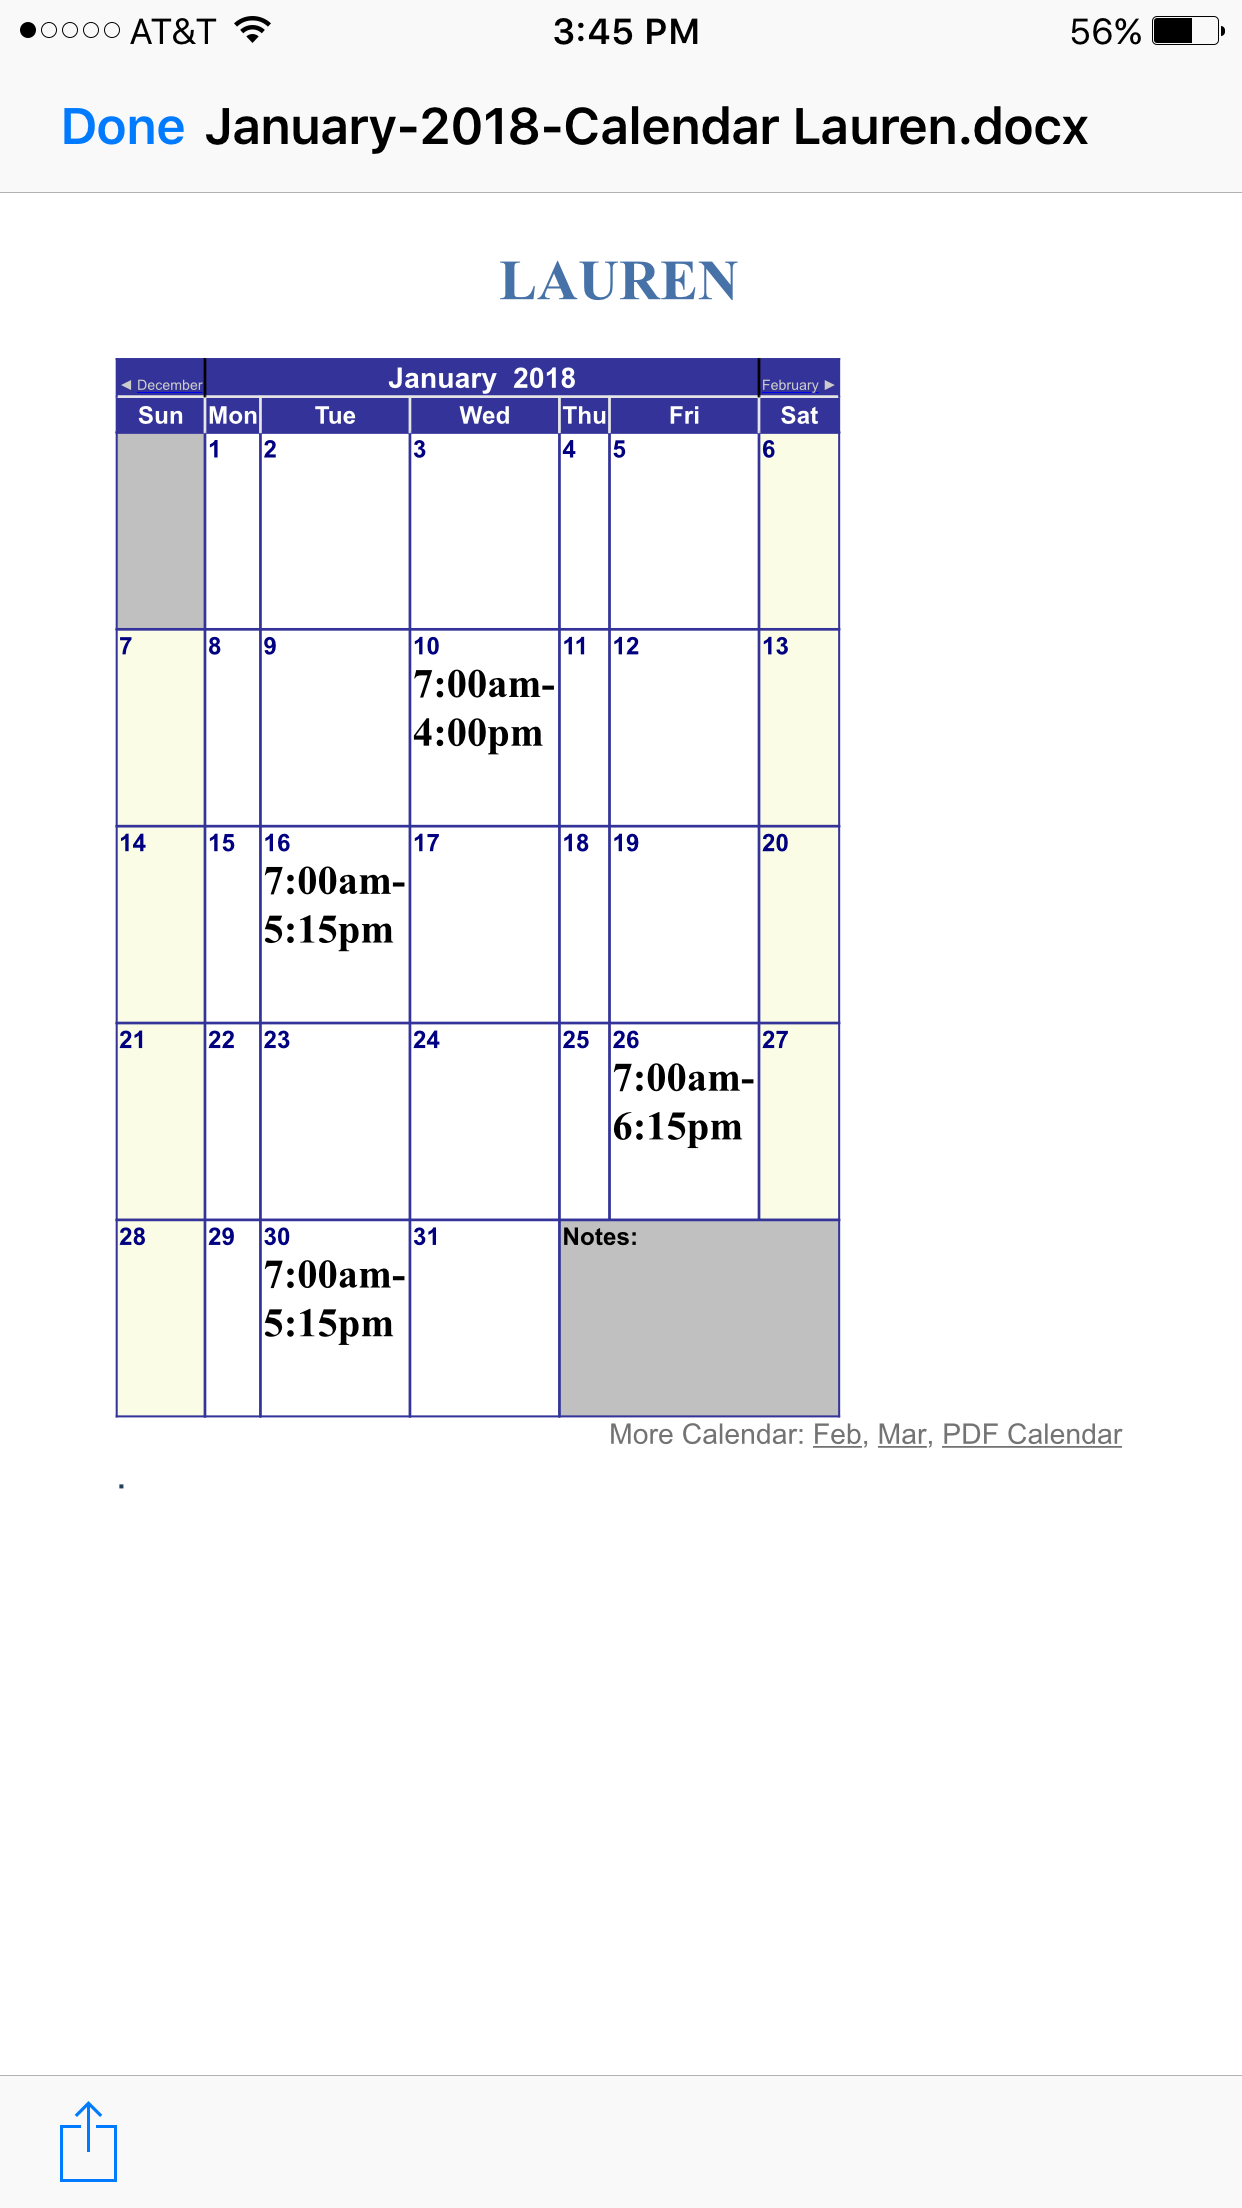 AT&T 3:45 PM 56%
Done January-2018-Calendar Lauren.docx
LAUREN
◄ December January 2018 February ►
Sun Mon Tue Wed Thu Fri Sat
1 2 3 4 5 6
7 8 9 10 11 12 13
7:00am-
4:00pm
14 15 16 17 18 19 20
7:00am-
5:15pm
21 22 23 24 25 26 27
7:00am-
6:15pm
28 29 30 31 Notes:
7:00am-
5:15pm
More Calendar: Feb, Mar, PDF Calendar
.